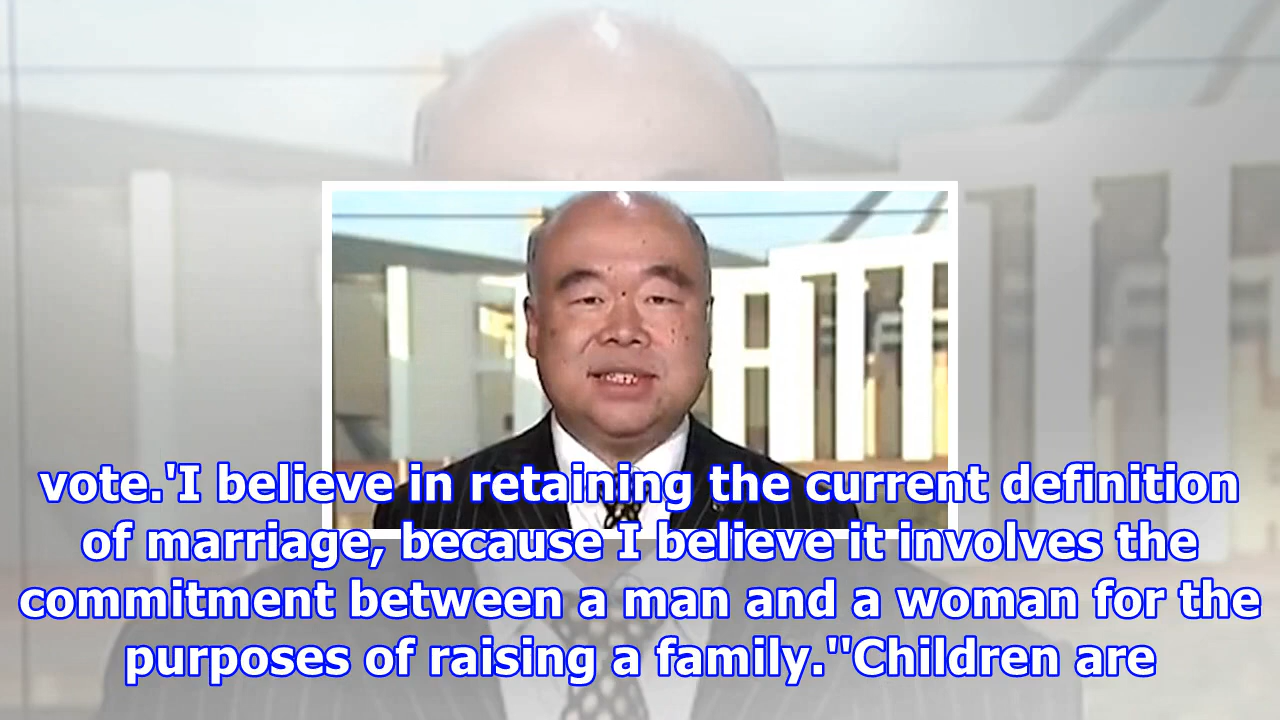 vote.'I believe in retaining the current definition
of marriage, because I believe it involves the
commitment between a man and a woman for the
purposes of raising a family.''Children are